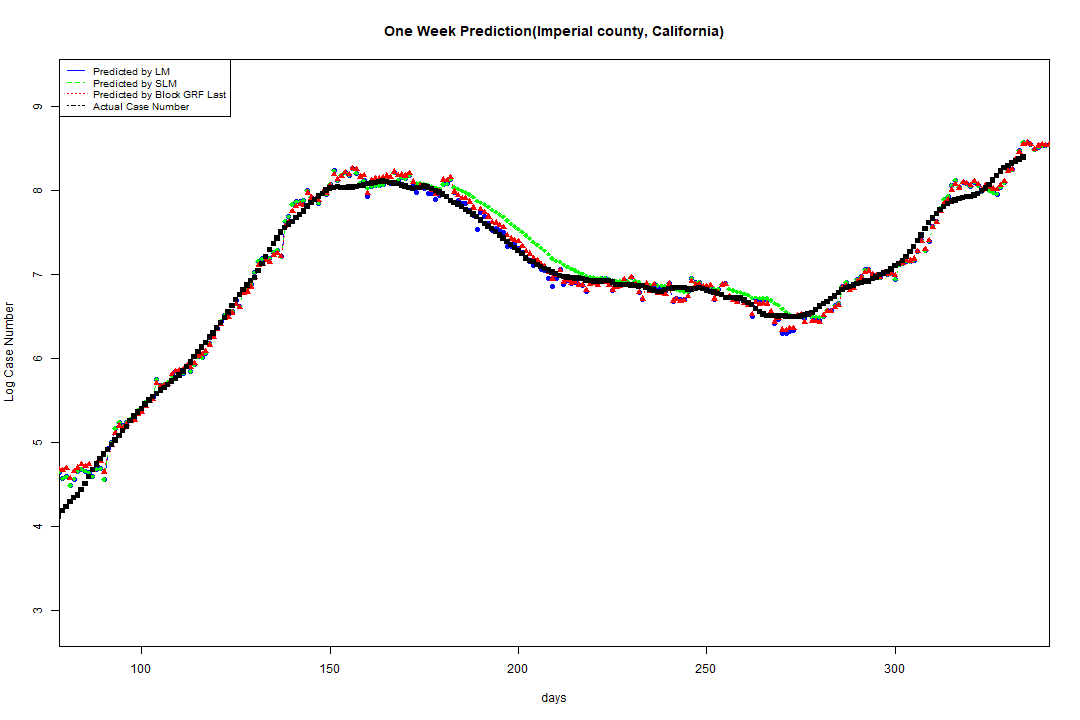 One Week Prediction(Imperial county, California)
Predicted by LM
Predicted by SLM
Predicted by Block GRF Last
Actual Case Number
9
8
7
6
5
4
3
Log Case Number
100 150 200 250 300
days